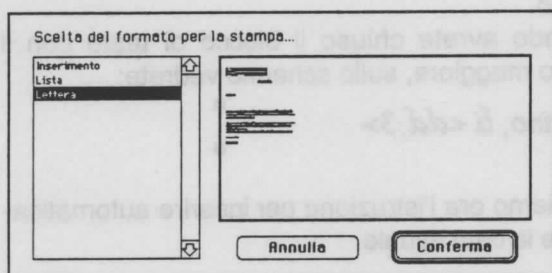 Scelta del formato per la stampa...
Inserimento
Lista
Lettera
Annulla
Conferma